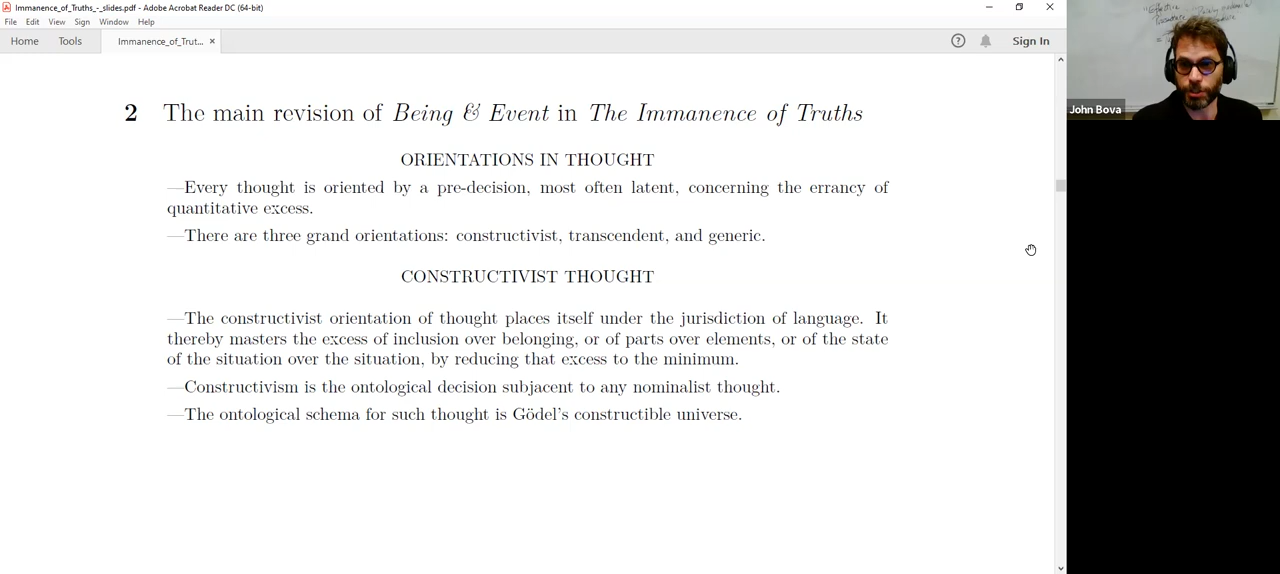 Immanence_of_Truths_-_slides.pdf - Adobe Acrobat Reader DC (64-bit)
File Edit View Sign Window Help
Home Tools Immanence_of_Trut... × Sign In
2 The main revision of Being & Event in The Immanence of Truths
ORIENTATIONS IN THOUGHT
—Every thought is oriented by a pre-decision, most often latent, concerning the errancy of
quantitative excess.
—There are three grand orientations: constructivist, transcendent, and generic.
CONSTRUCTIVIST THOUGHT
—The constructivist orientation of thought places itself under the jurisdiction of language. It
thereby masters the excess of inclusion over belonging, or of parts over elements, or of the state
of the situation over the situation, by reducing that excess to the minimum.
—Constructivism is the ontological decision subjacent to any nominalist thought.
—The ontological schema for such thought is Gödel's constructible universe.
"Effective
John Bova